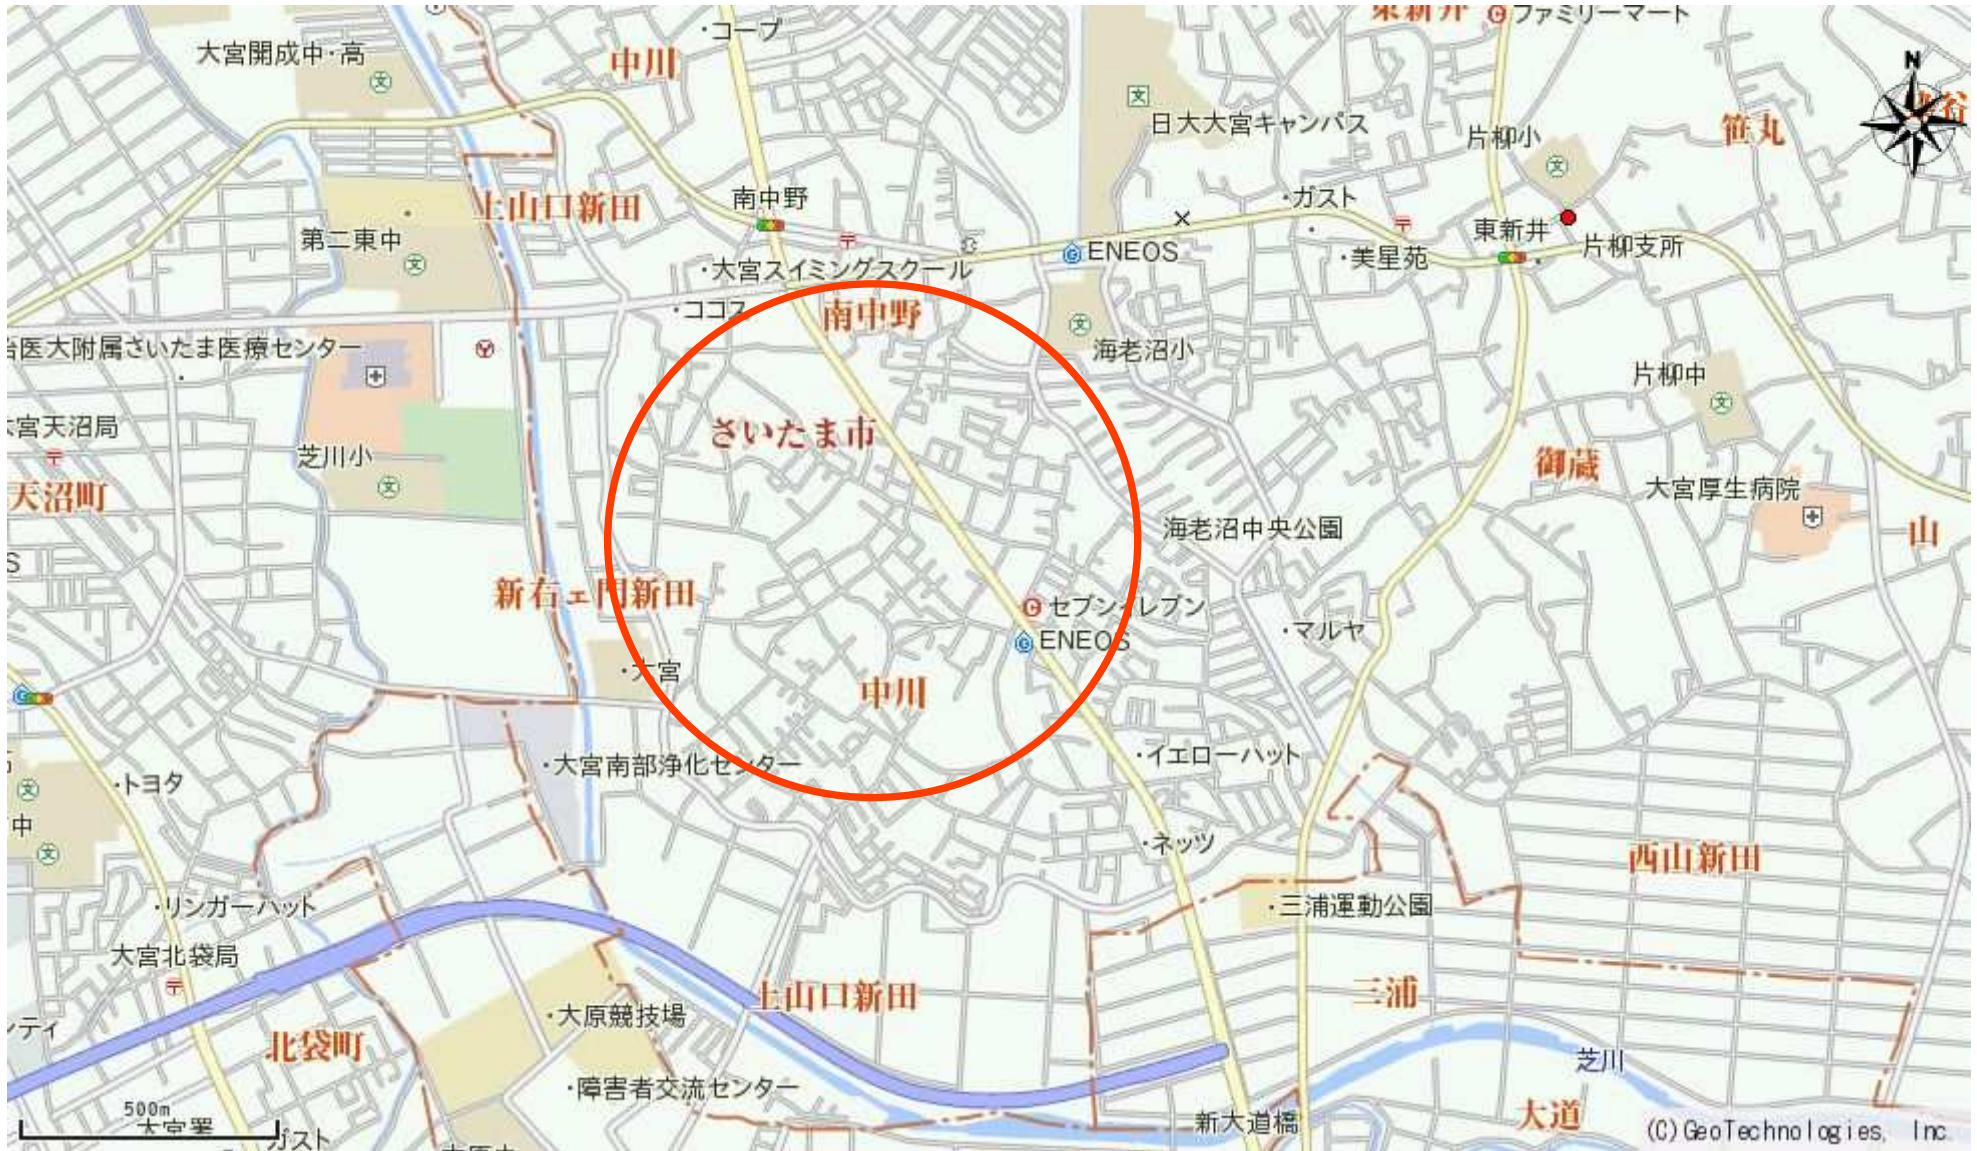 ファミリーマート
・コープ
大宮開成中・高
中川
N
日大大宮キャンパス
片柳小
笹丸
上山口新田
南中野
・ガスト
東新井
片柳支所
第二東中
ENEOS
・美星苑
・大宮スイミングスクール
・ココス
南中野
海老沼小
医大附属さいたま医療センター
片柳中
さいたま市
宮天沼局
芝川小
御蔵
大宮厚生病院
天沼町
海老沼中央公園
山
新右ェ門新田
セブンイレブン
・マルヤ
ENEOS
・大宮
中川
・イエローハット
・大宮南部浄化センター
・トヨタ
中
・ネッツ
西山新田
・リンガーハット
・三浦運動公園
大宮北袋局
上山口新田
三浦
・大原競技場
ティ
北袋町
芝川
・障害者交流センター
500m
大宮署
新大道橋
大道
ガスト
(C)GeoTechnologies, Inc.